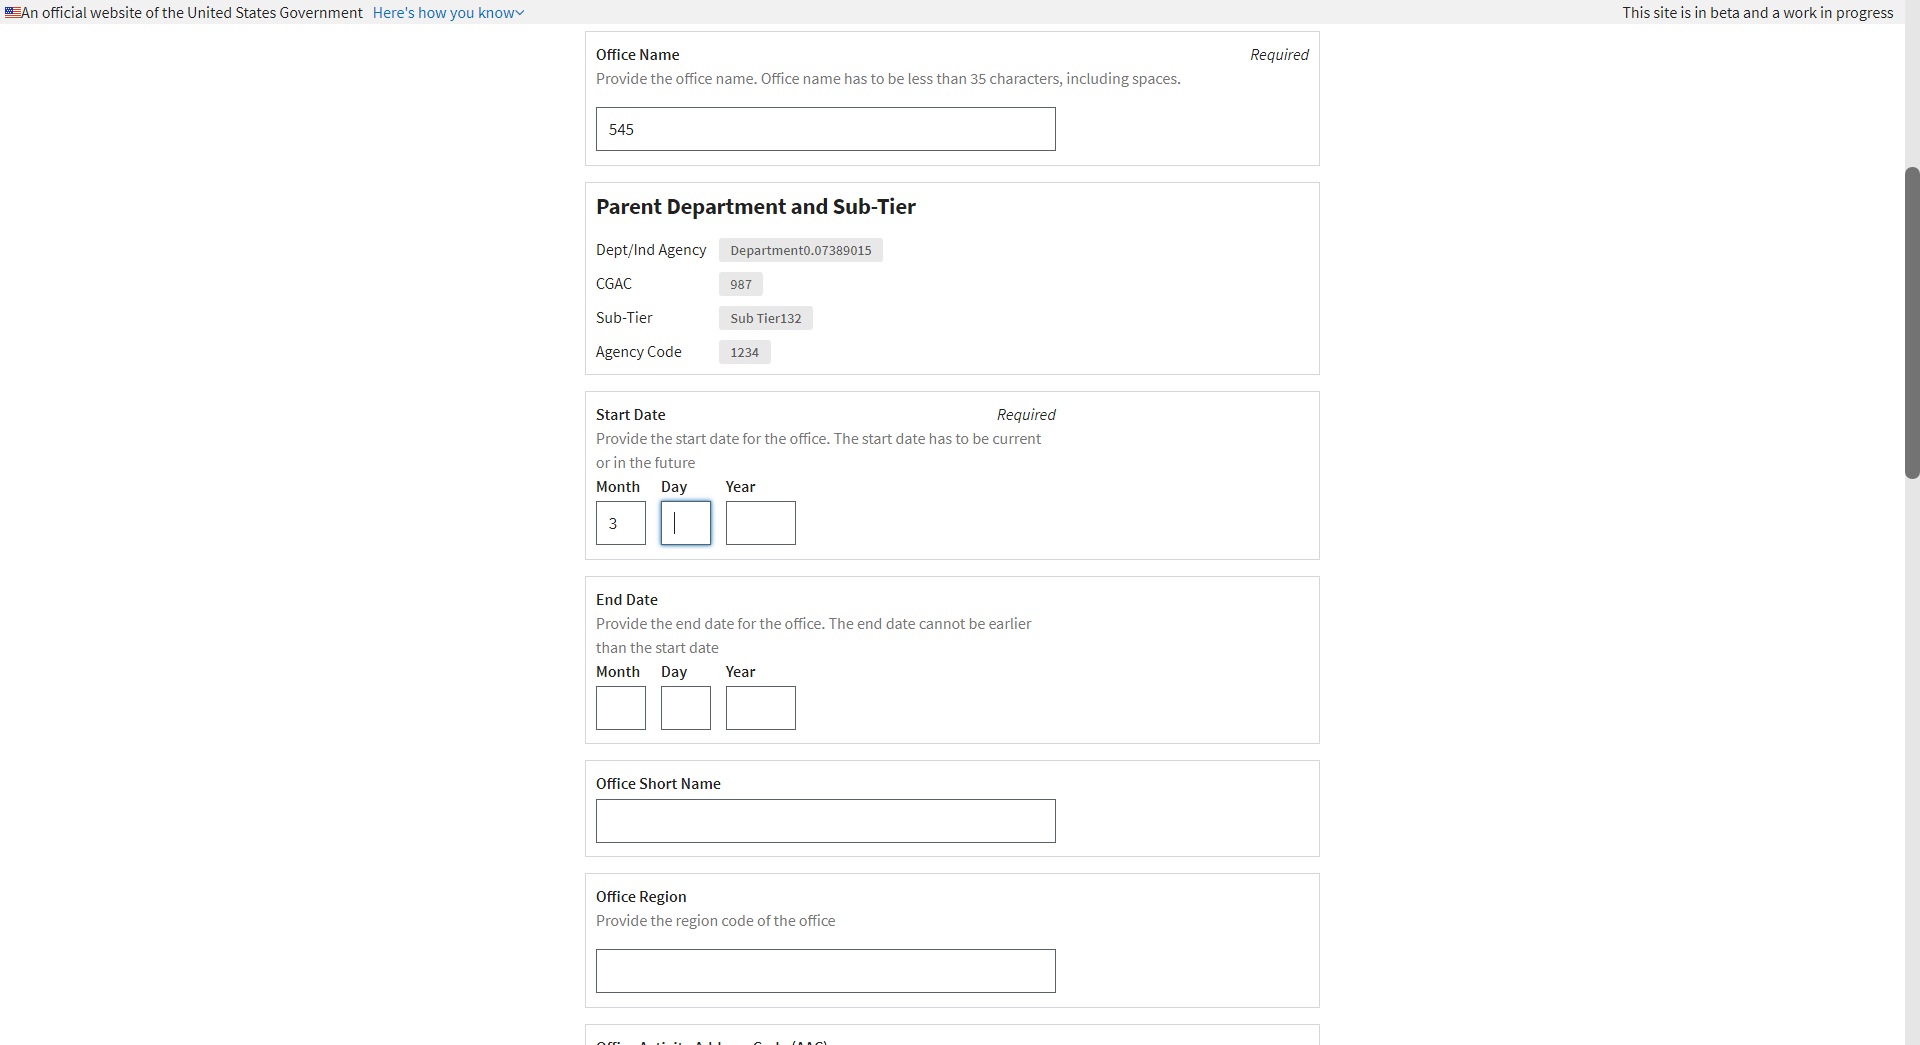 An official website of the United States Government Here's how you know
This site is in beta and a work in progress
Office Name
Required
Provide the office name. Office name has to be less than 35 characters, including spaces.
545
Parent Department and Sub-Tier
Dept/Ind Agency Department0.07389015
CGAC 987
Sub-Tier Sub Tier132
Agency Code 1234
Start Date
Required
Provide the start date for the office. The start date has to be current
or in the future
Month Day Year
3
End Date
Provide the end date for the office. The end date cannot be earlier
than the start date
Month Day Year
Office Short Name
Office Region
Provide the region code of the office
Office Activity Address Code (AAC)